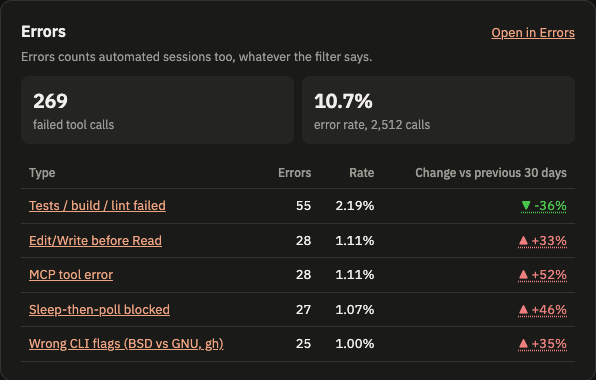 Errors
Open in Errors
Errors counts automated sessions too, whatever the filter says.
269
failed tool calls
10.7%
error rate, 2,512 calls
Type Errors Rate Change vs previous 30 days
Tests / build / lint failed 55 2.19% ▼ -36%
Edit/Write before Read 28 1.11% ▲ +33%
MCP tool error 28 1.11% ▲ +52%
Sleep-then-poll blocked 27 1.07% ▲ +46%
Wrong CLI flags (BSD vs GNU, gh) 25 1.00% ▲ +35%